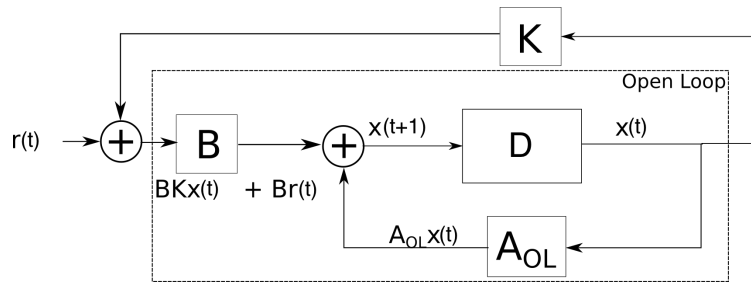 K
Open Loop
r(t)
+
B
+
x(t+1)
D
x(t)
BKx(t) + Br(t)
A_OL x(t)
A_OL